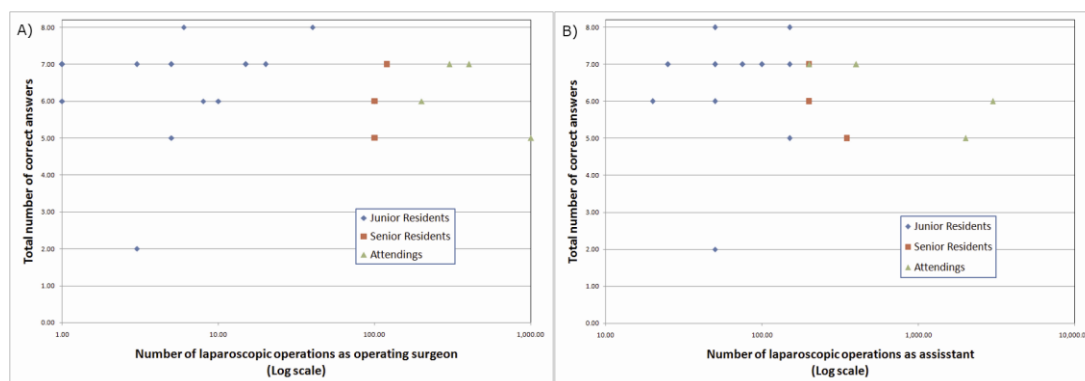 A)
Total number of correct answers
8.00
7.00
6.00
5.00
4.00
3.00
2.00
1.00
0.00
Junior Residents
Senior Residents
Attendings
1.00 10.00 100.00 1,000.00
Number of laparoscopic operations as operating surgeon
(Log scale)
B)
Total number of correct answers
8.00
7.00
6.00
5.00
4.00
3.00
2.00
1.00
0.00
Junior Residents
Senior Residents
Attendings
10.00 100.00 1,000.00 10,000.00
Number of laparoscopic operations as assistant
(Log scale)